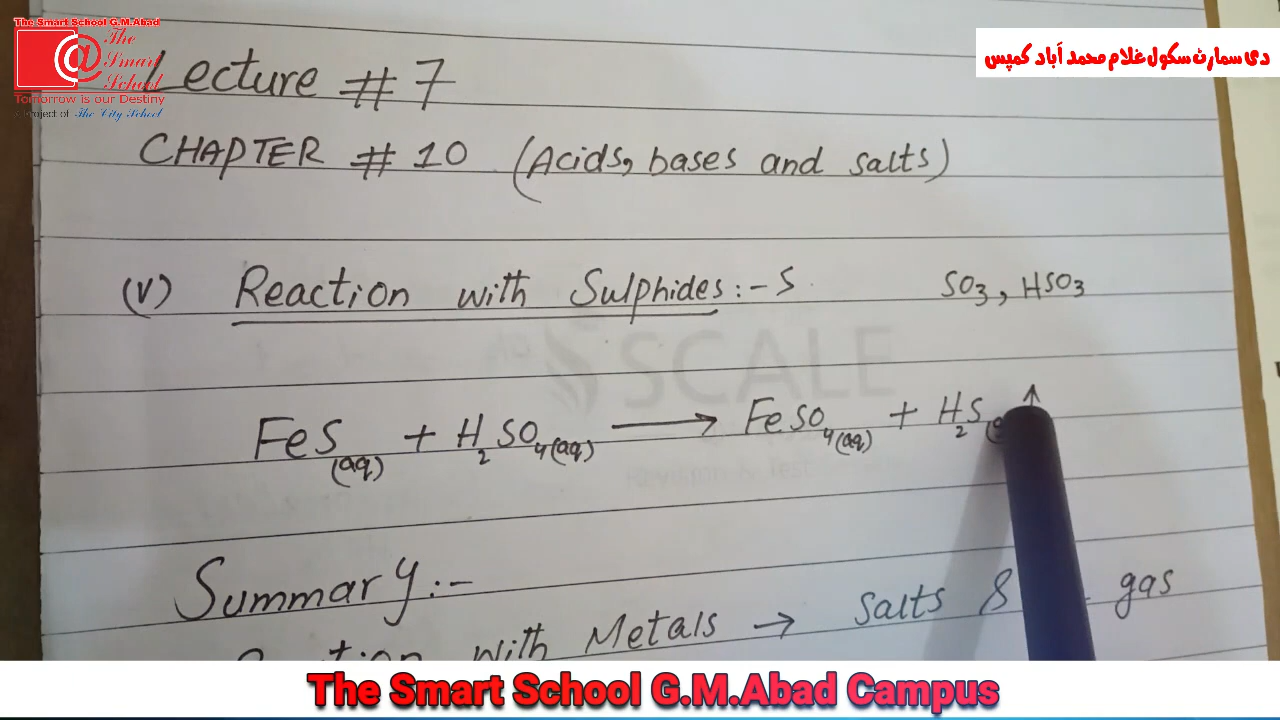 The Smart School G.M.Abad
The
Smart
School
Tomorrow is our Destiny
A Project of The City School
دی سمارٹ سکول غلام محمد آباد کمپس
Lecture # 7
CHAPTER # 10 (Acids, bases and salts)
(V) Reaction with Sulphides:- S SO3, HSO3
SCALE
FeS(aq) + H2SO4(aq) ⟶ FeSO4(aq) + H2S ↑
Summary:-
with Metals → Salts & gas
The Smart School G.M.Abad Campus